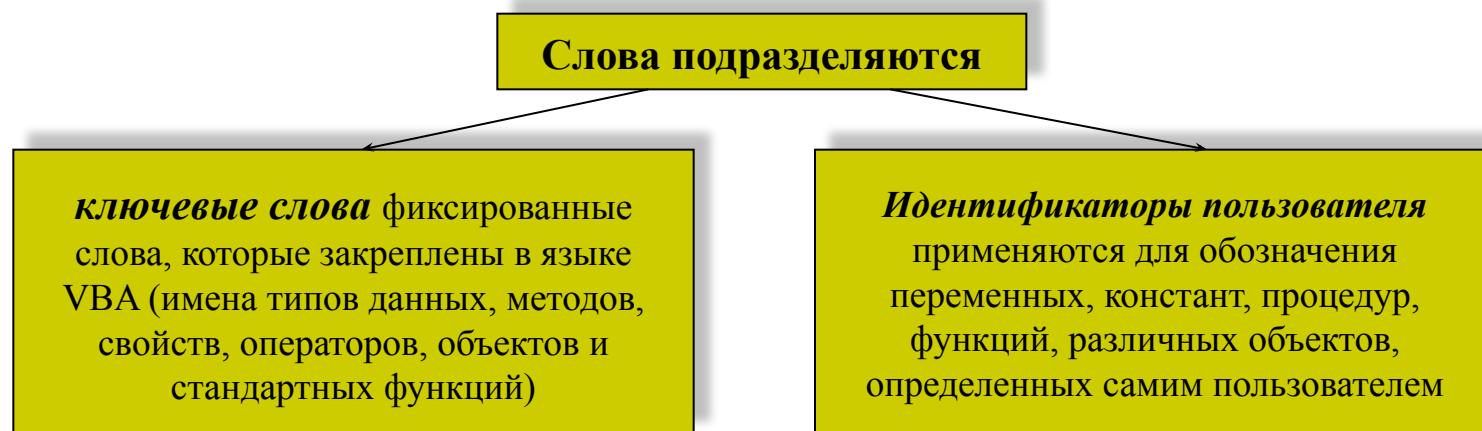 Слова подразделяются
ключевые слова фиксированные
слова, которые закреплены в языке
VBA (имена типов данных, методов,
свойств, операторов, объектов и
стандартных функций)
Идентификаторы пользователя
применяются для обозначения
переменных, констант, процедур,
функций, различных объектов,
определенных самим пользователем